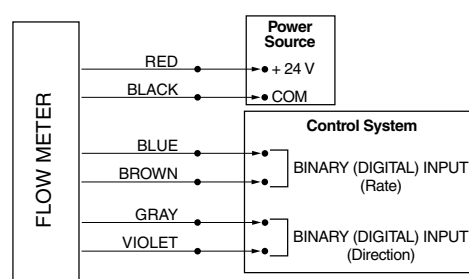 FLOW METER
Power
Source
RED
+ 24 V
BLACK
COM
Control System
BLUE
BROWN
BINARY (DIGITAL) INPUT
(Rate)
GRAY
VIOLET
BINARY (DIGITAL) INPUT
(Direction)